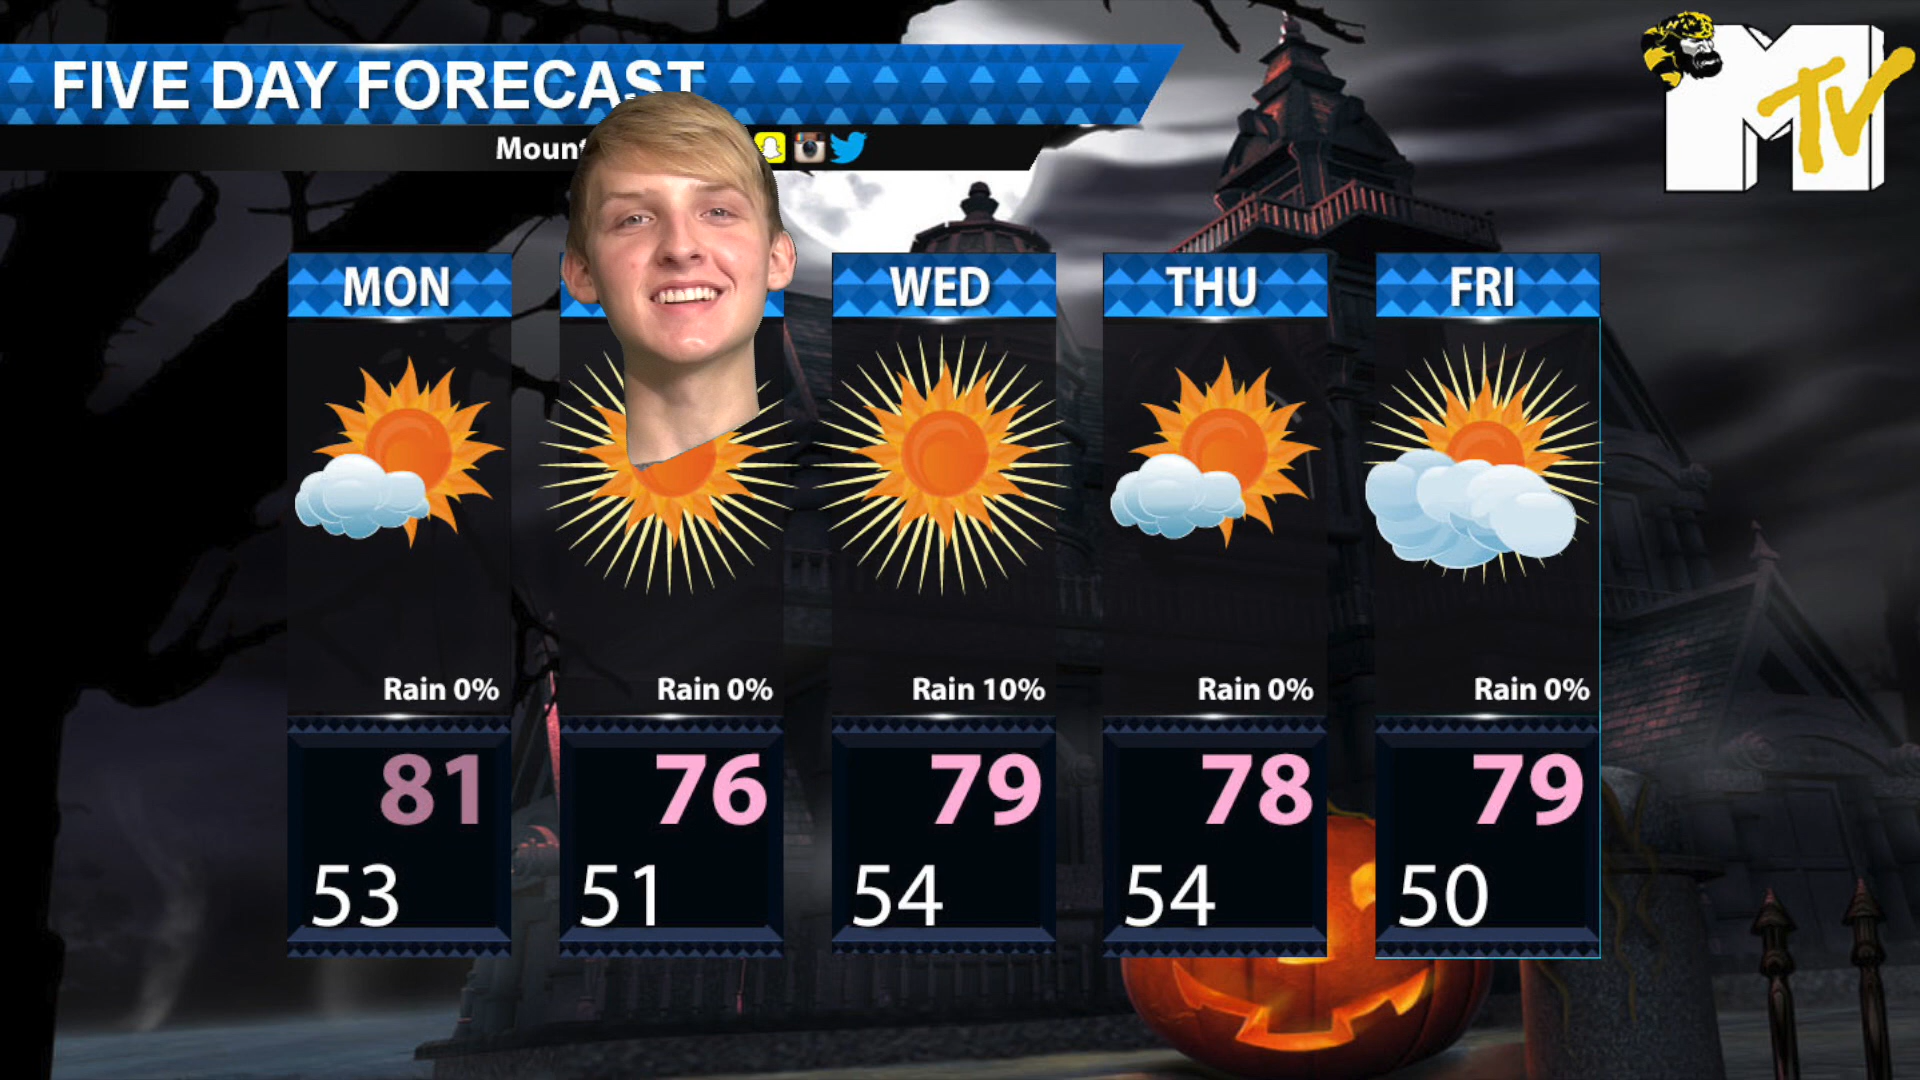 FIVE DAY FORECAST
MTV
MON
WED
THU
FRI
Rain 0%
Rain 0%
Rain 10%
Rain 0%
Rain 0%
81
76
79
78
79
53
51
54
54
50